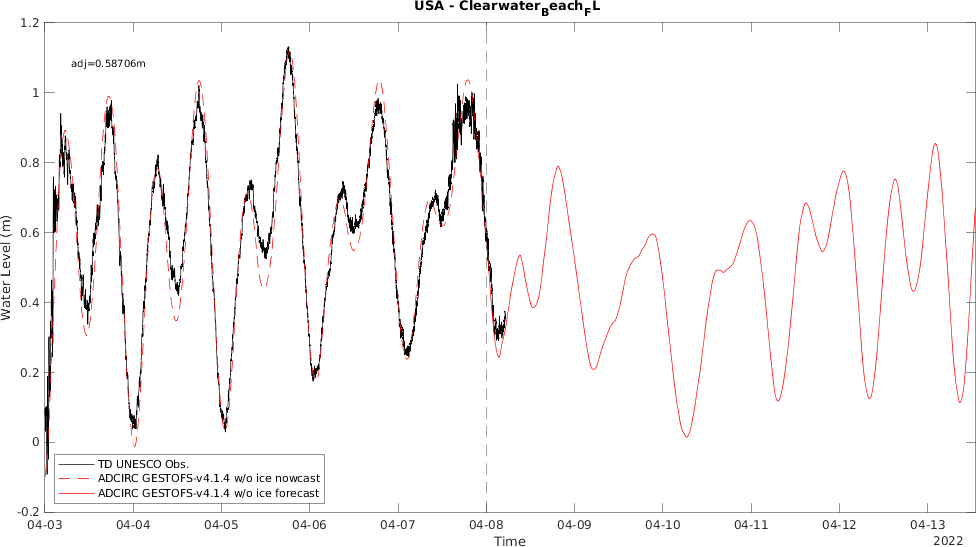 USA - Clearwater_Beach_FL
adj=0.58706m
1.2
1
0.8
0.6
0.4
0.2
0
-0.2
Water Level (m)
TD UNESCO Obs.
ADCIRC GESTOFS-v4.1.4 w/o ice nowcast
ADCIRC GESTOFS-v4.1.4 w/o ice forecast
04-03 04-04 04-05 04-06 04-07 04-08 04-09 04-10 04-11 04-12 04-13
Time
2022